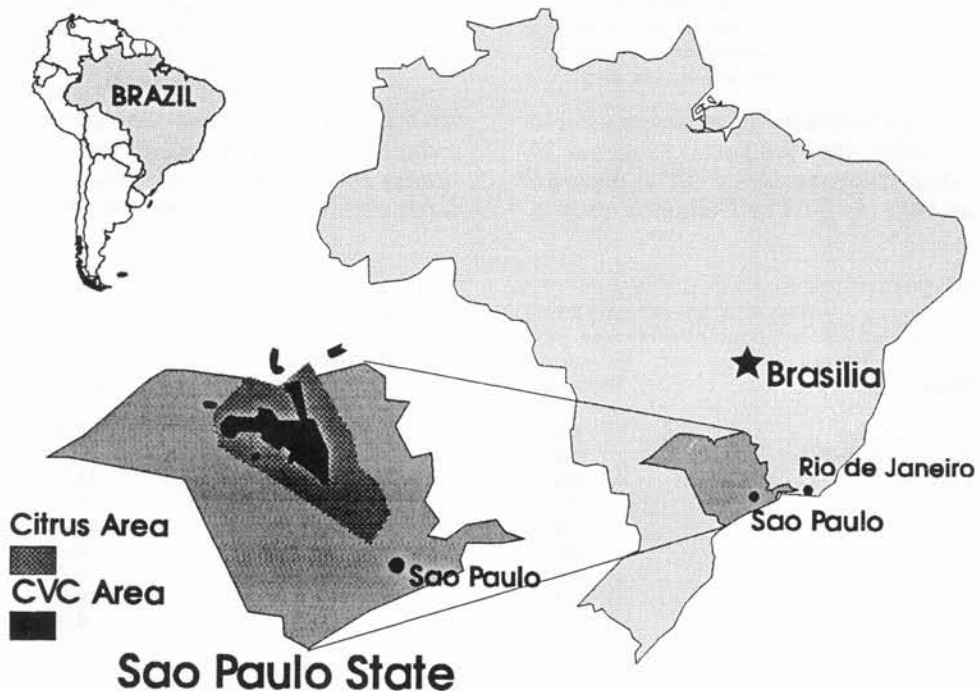 BRAZIL
Brasilia
Rio de Janeiro
Sao Paulo
Citrus Area
Sao Paulo
CVC Area
Sao Paulo State